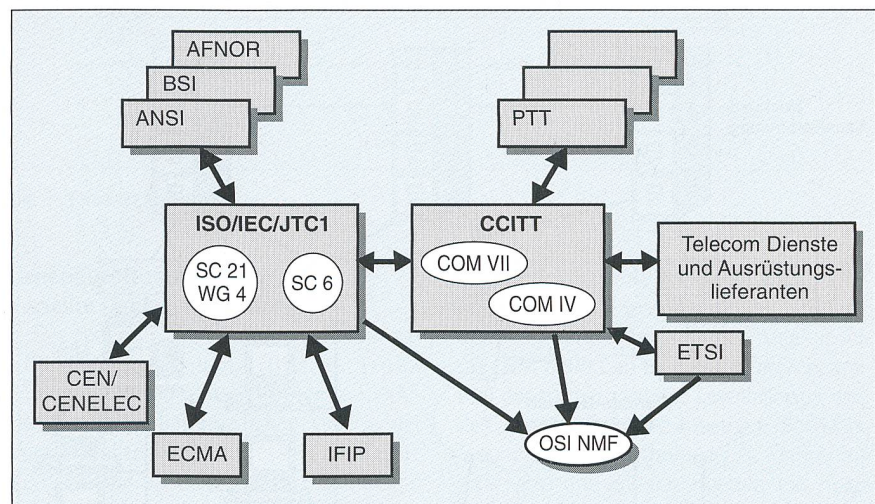 AFNOR
BSI
ANSI
PTT
ISO/IEC/JTC1
SC 21
WG 4
SC 6
CCITT
COM VII
COM IV
Telecom Dienste
und Ausrüstungs-
lieferanten
CEN/
CENELEC
ECMA
IFIP
ETSI
OSI NMF